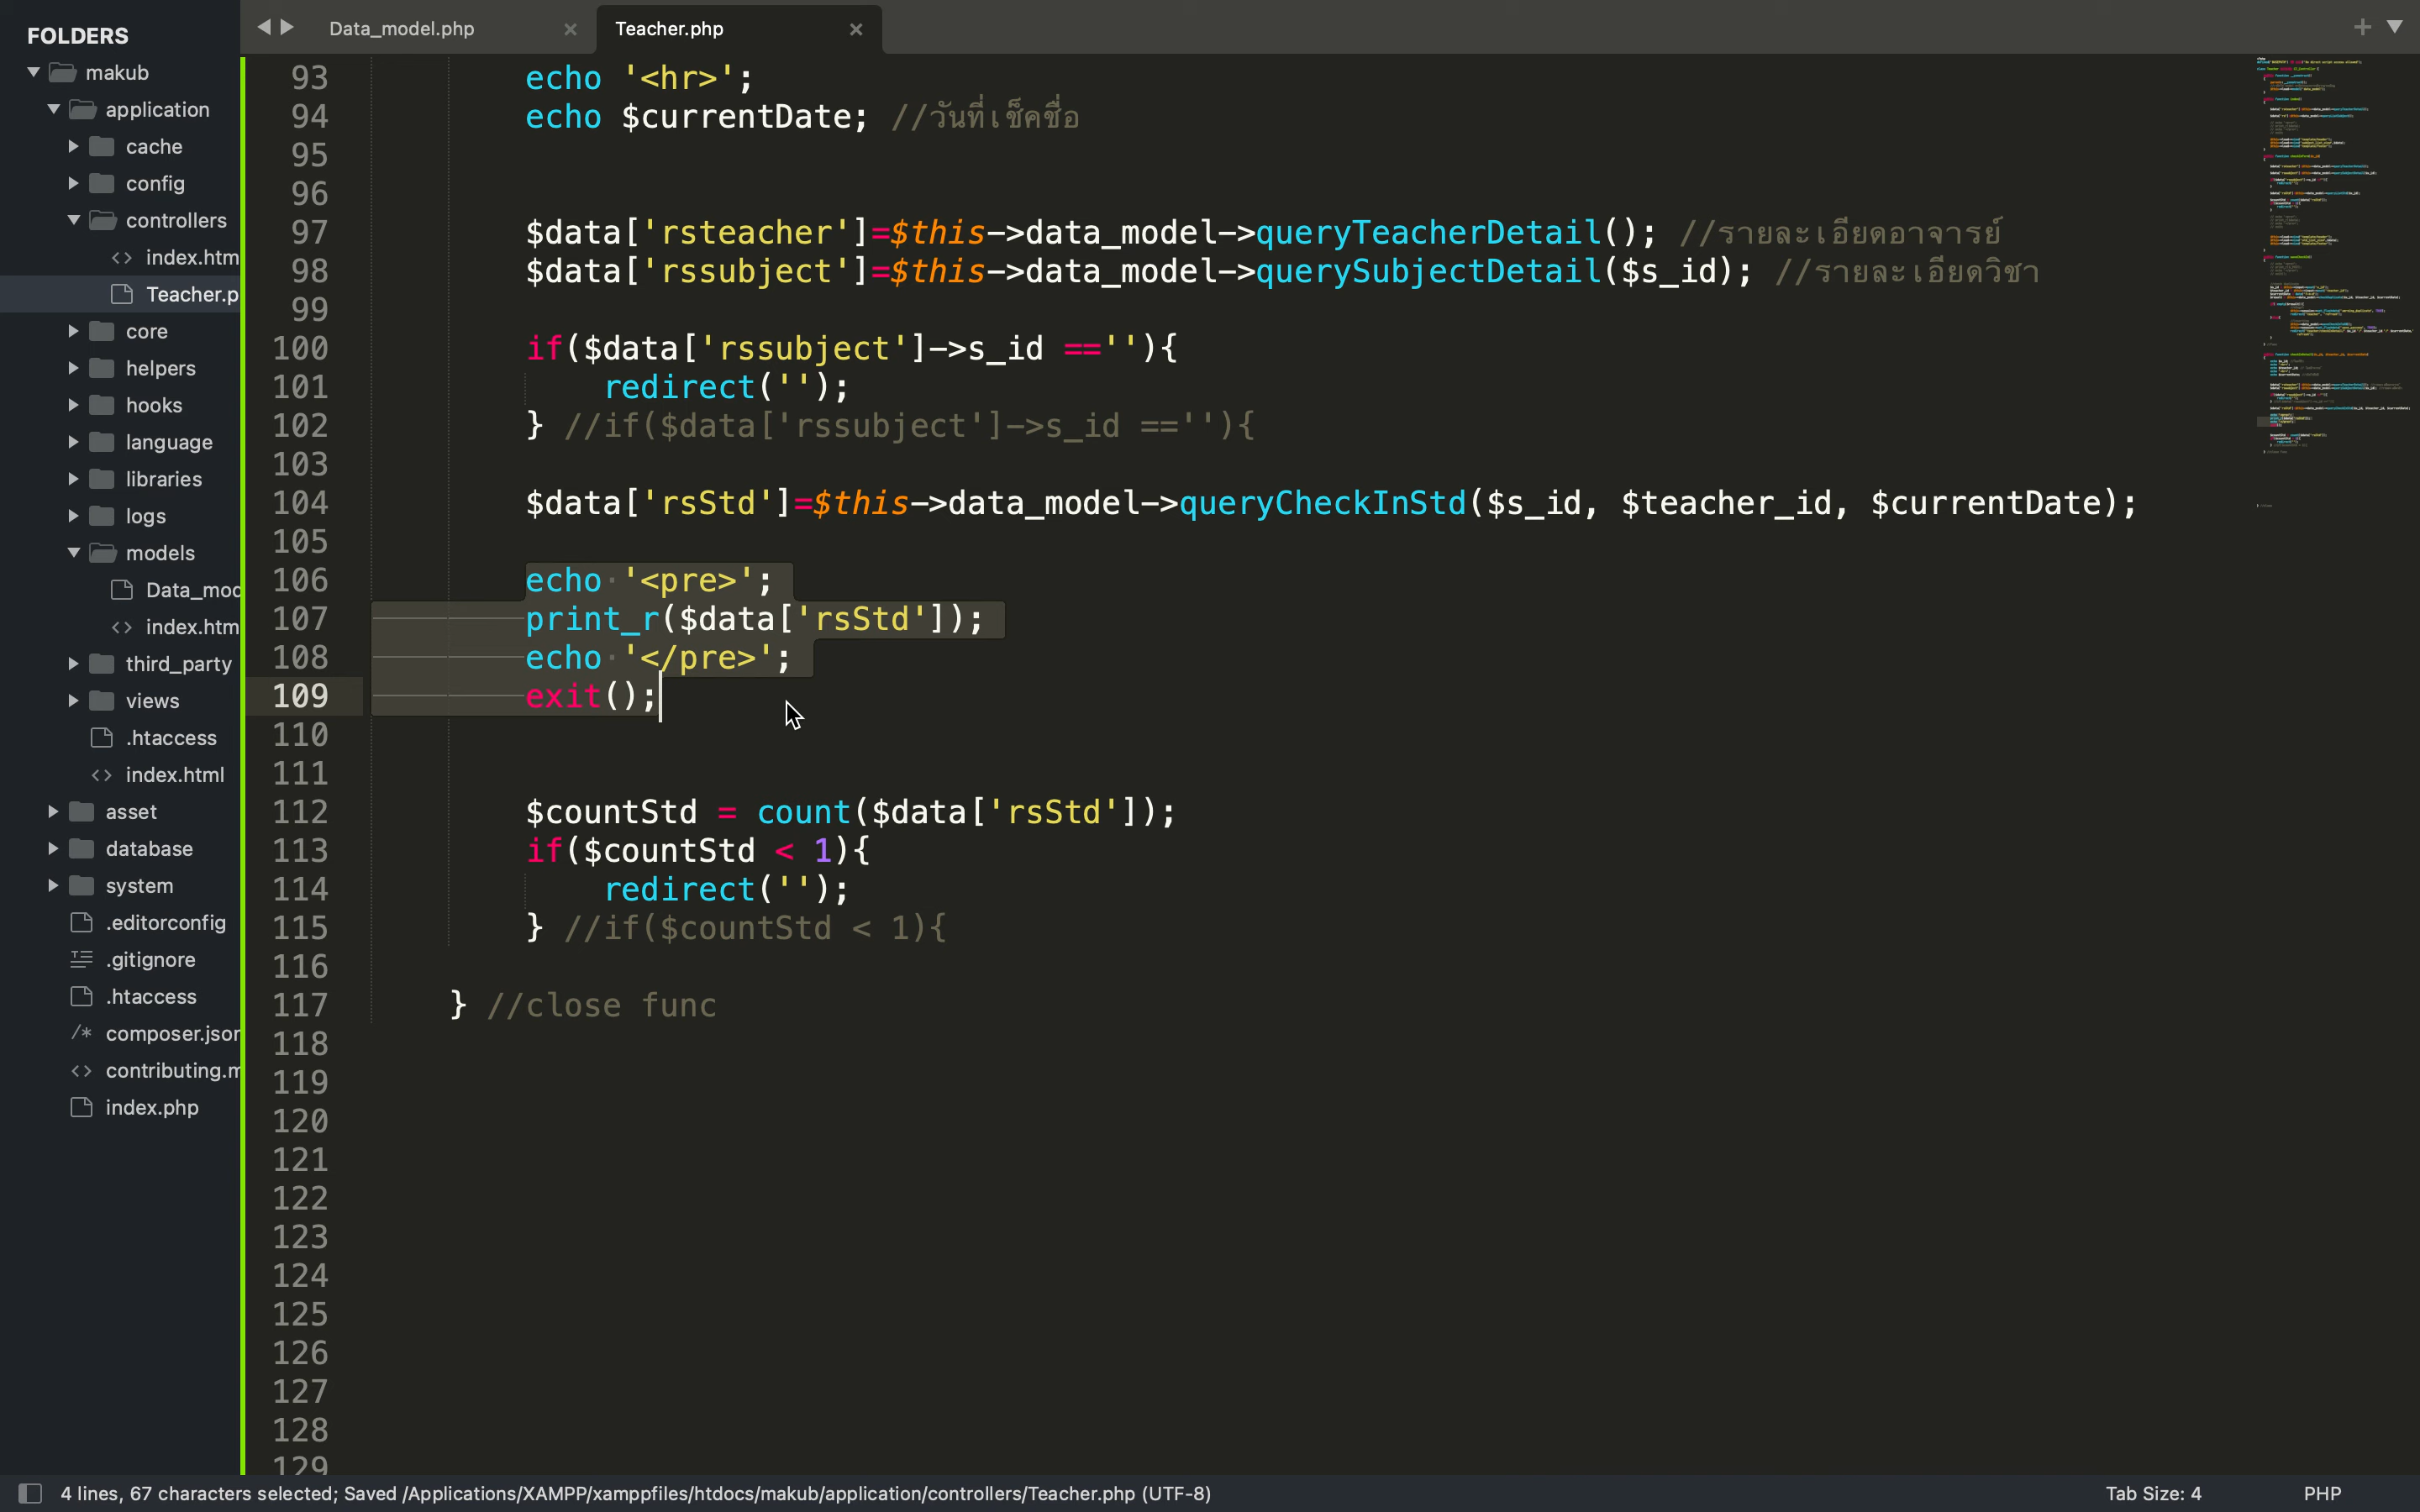 FOLDERS
makub
application
cache
config
controllers
index.htm
Teacher.p
core
helpers
hooks
language
libraries
logs
models
Data_mod
index.htm
third_party
views
.htaccess
index.html
asset
database
system
.editorconfig
.gitignore
.htaccess
/* composer.json
contributing.m
index.php
Data_model.php
Teacher.php
93 echo '<hr>';
94 echo $currentDate; //วันที่เช็คชื่อ
95
96
97 $data['rsteacher']=$this->data_model->queryTeacherDetail(); //รายละเอียดอาจารย์
98 $data['rssubject']=$this->data_model->querySubjectDetail($s_id); //รายละเอียดวิชา
99
100 if($data['rssubject']->s_id ==''){
101 redirect('');
102 } //if($data['rssubject']->s_id ==''){
103
104 $data['rsStd']=$this->data_model->queryCheckInStd($s_id, $teacher_id, $currentDate);
105
106 echo '<pre>';
107 print_r($data['rsStd']);
108 echo '</pre>';
109 exit();
110
111
112 $countStd = count($data['rsStd']);
113 if($countStd < 1){
114 redirect('');
115 } //if($countStd < 1){
116
117 } //close func
118
119
120
121
122
123
124
125
126
127
128
129
4 lines, 67 characters selected; Saved /Applications/XAMPP/xamppfiles/htdocs/makub/application/controllers/Teacher.php (UTF-8)
Tab Size: 4
PHP